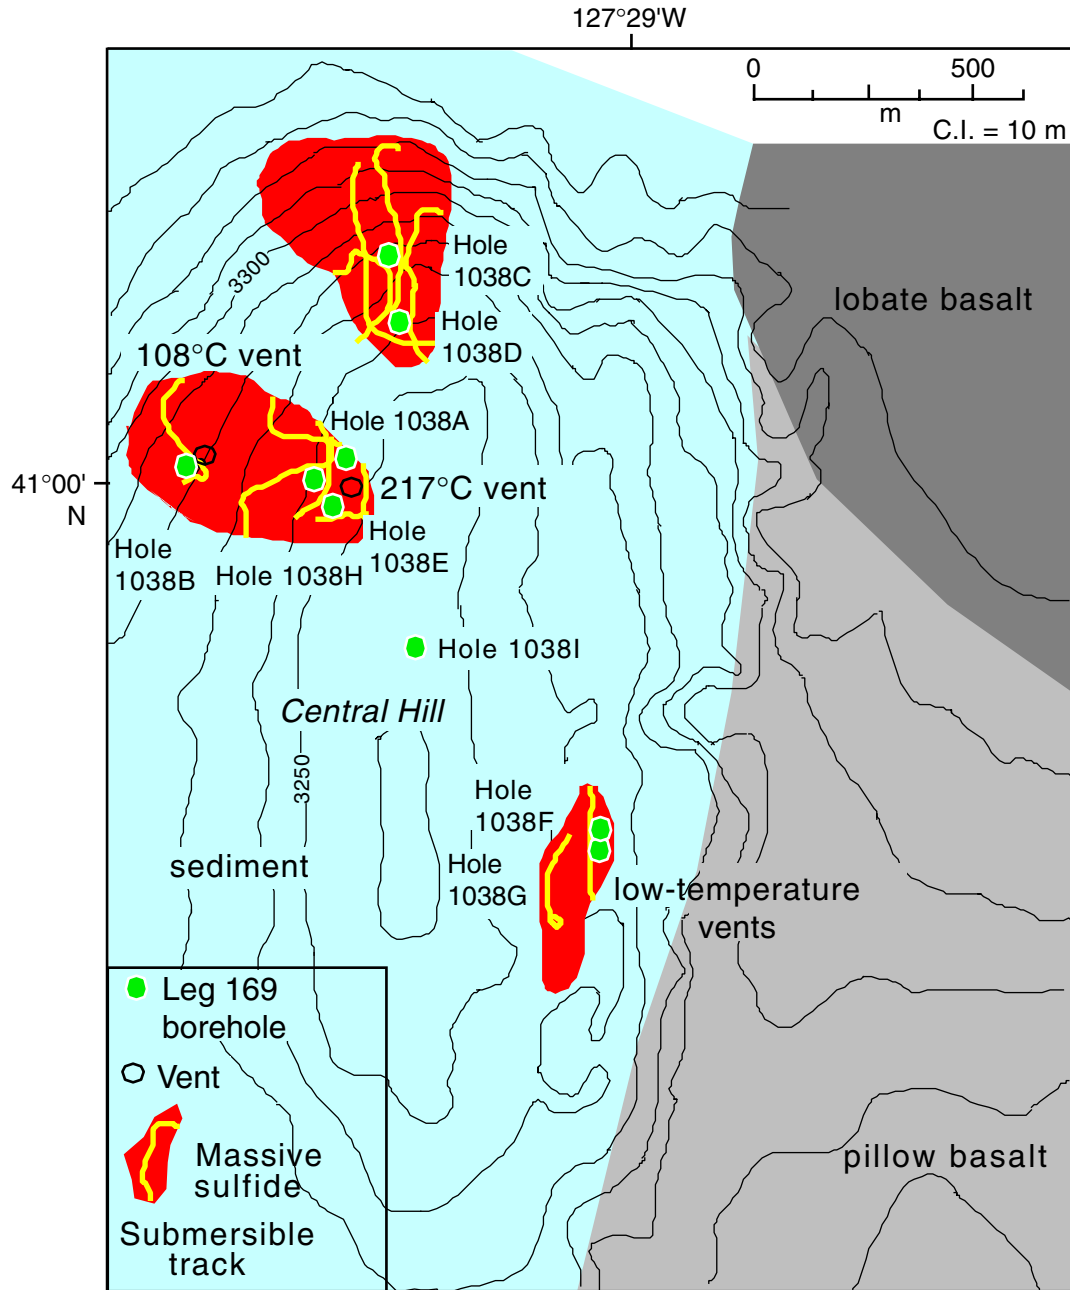 127°29'W
0 500
m
C.I. = 10 m
Hole
1038C
3300
lobate basalt
Hole
1038D
108°C vent
Hole 1038A
41°00'
N
217°C vent
Hole
1038E
Hole
1038B
Hole 1038H
Hole 1038I
Central Hill
3250
Hole
1038F
sediment
Hole
1038G
low-temperature
vents
Leg 169
borehole
Vent
Massive
sulfide
Submersible
track
pillow basalt